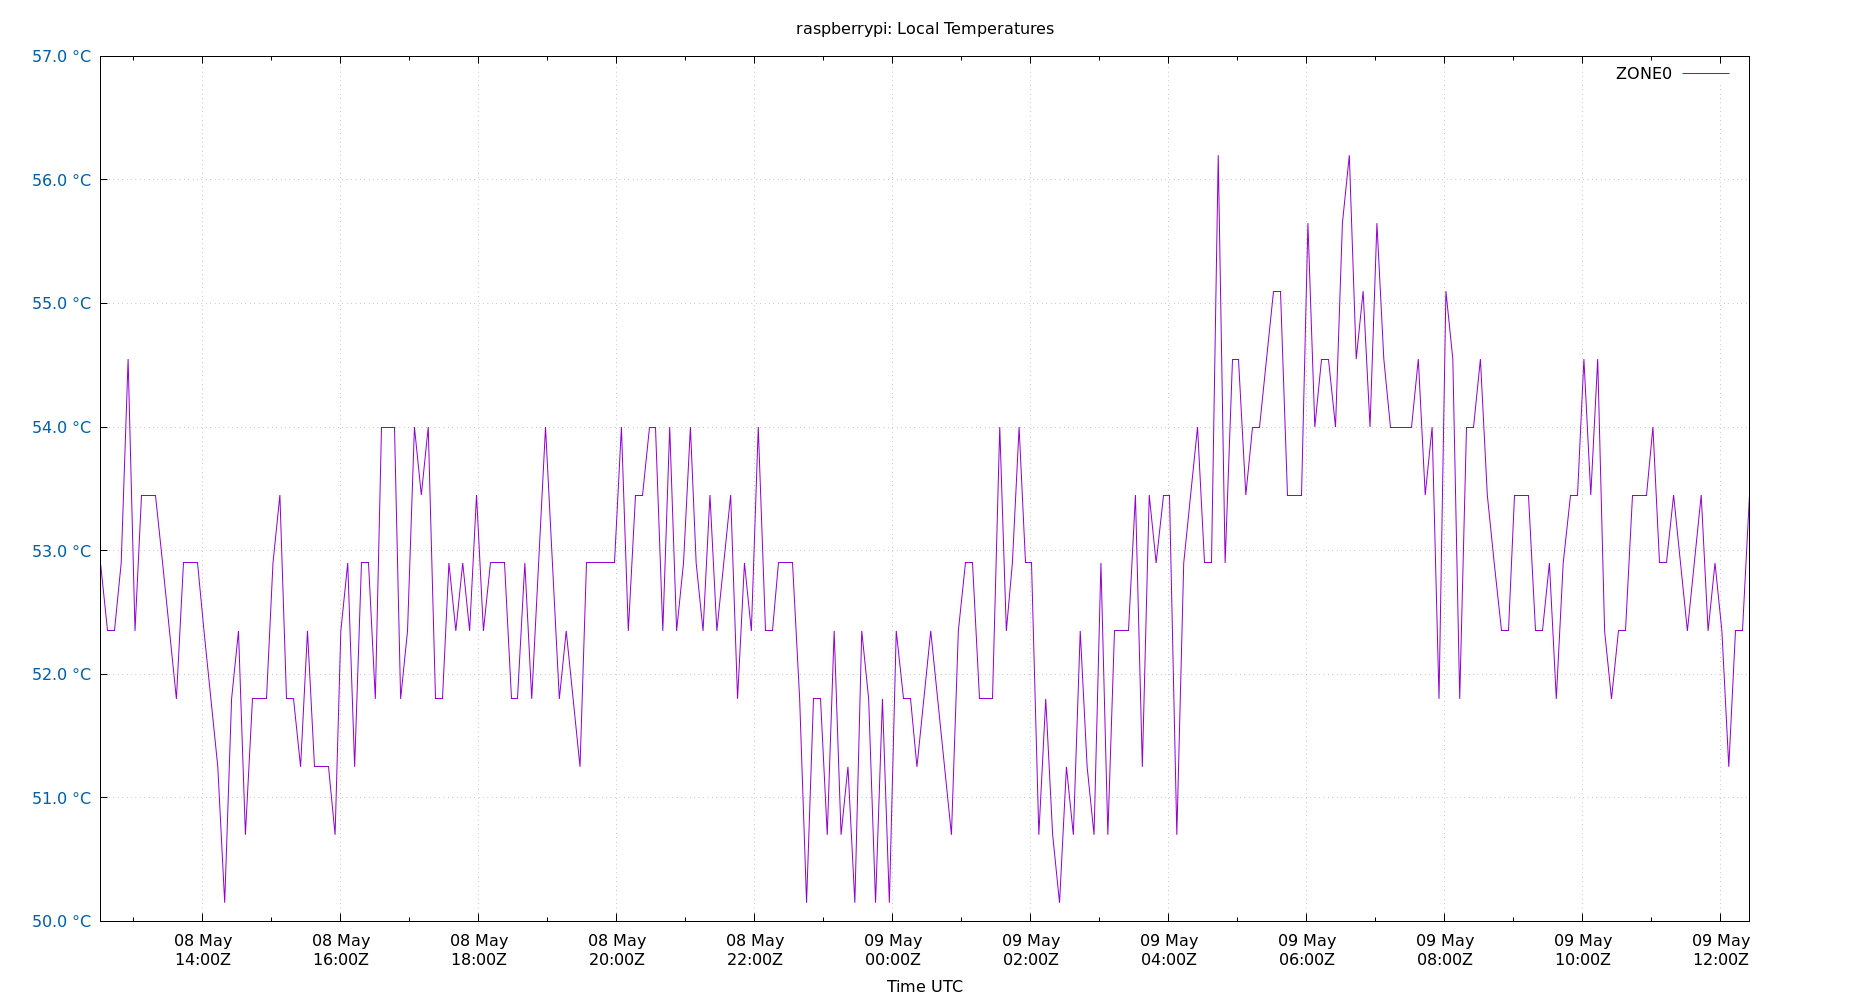 raspberrypi: Local Temperatures
57.0 °C
ZONE0
56.0 °C
55.0 °C
54.0 °C
53.0 °C
52.0 °C
51.0 °C
50.0 °C
08 May 08 May 08 May 08 May 08 May 09 May 09 May 09 May 09 May 09 May 09 May 09 May
14:00Z 16:00Z 18:00Z 20:00Z 22:00Z 00:00Z 02:00Z 04:00Z 06:00Z 08:00Z 10:00Z 12:00Z
Time UTC